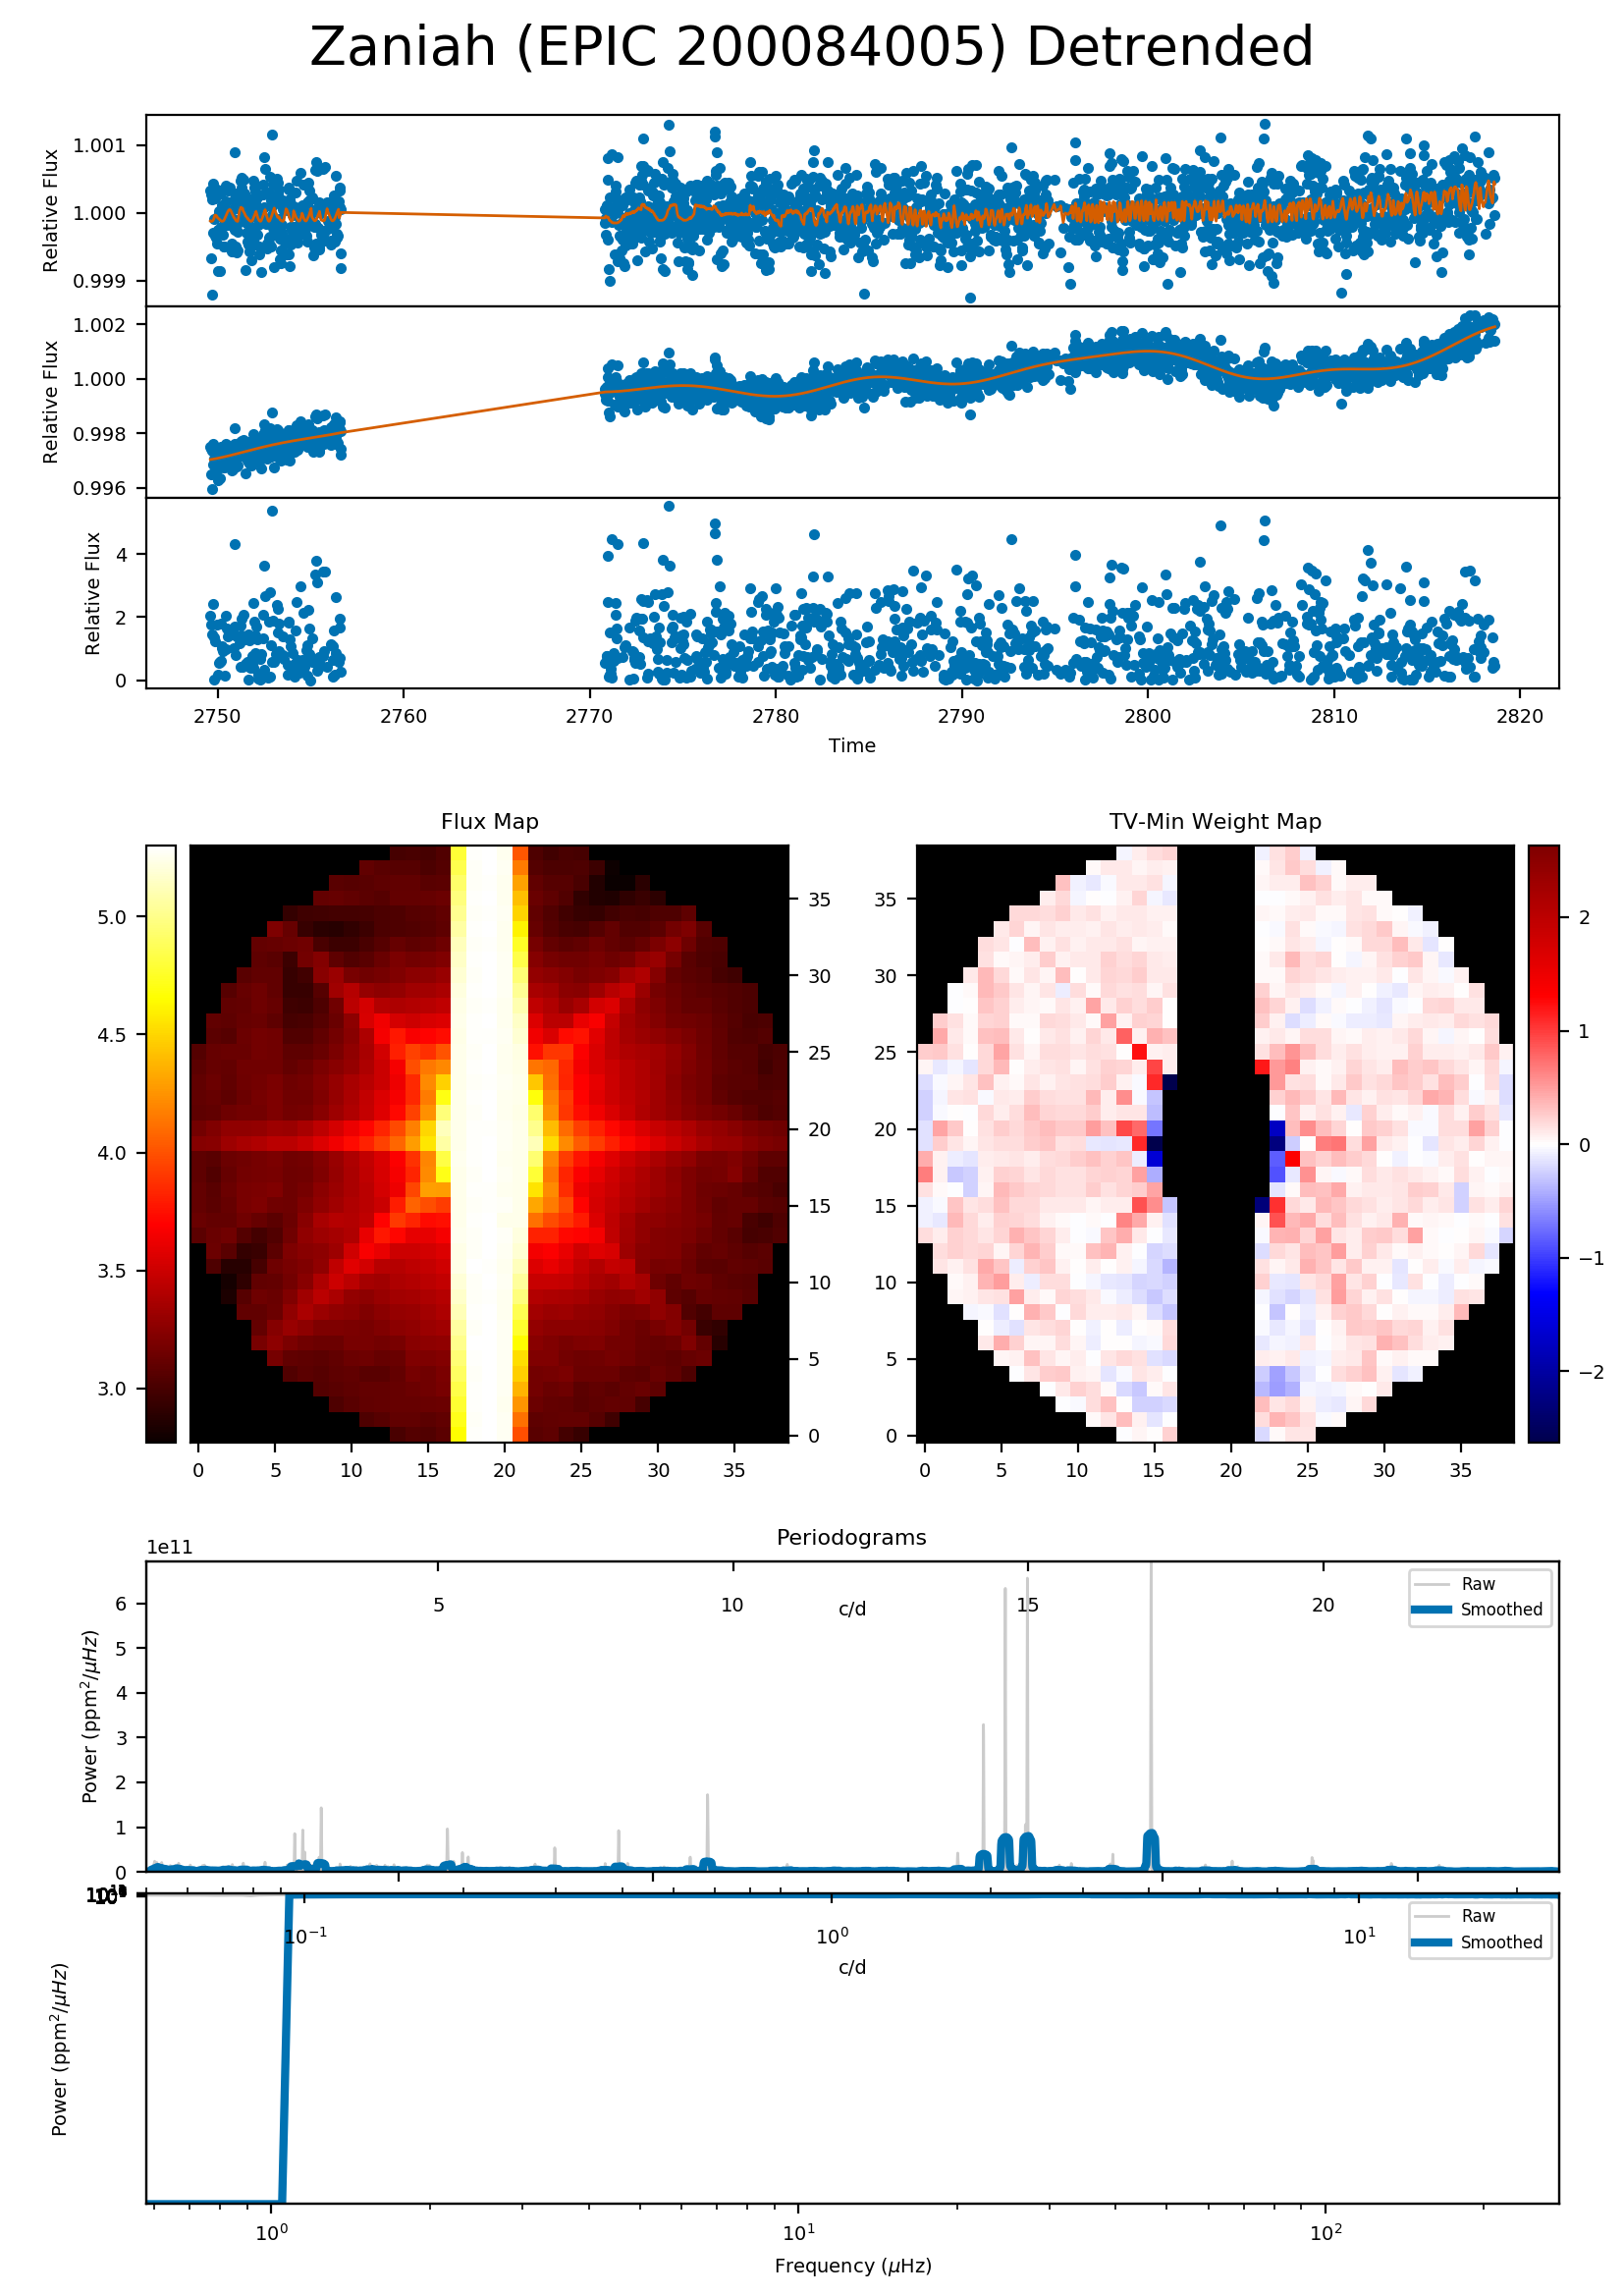 Zaniah (EPIC 200084005) Detrended
1.001
1.000
0.999
Relative Flux
1.002
1.000
0.998
0.996
Relative Flux
4
2
0
Relative Flux
2750 2760 2770 2780 2790 2800 2810 2820
Time
Flux Map
TV-Min Weight Map
5.0
4.5
4.0
3.5
3.0
35
30
25
20
15
10
5
0
0 5 10 15 20 25 30 35
35
30
25
20
15
10
5
0
0 5 10 15 20 25 30 35
2
1
0
−1
−2
Periodograms
1e11
6
5
4
3
2
1
0
Power (ppm²/μHz)
5 10 15 20
c/d
Raw
Smoothed
10⁻¹ 10⁰ 10¹
c/d
Raw
Smoothed
Power (ppm²/μHz)
10⁰ 10¹ 10²
Frequency (μHz)